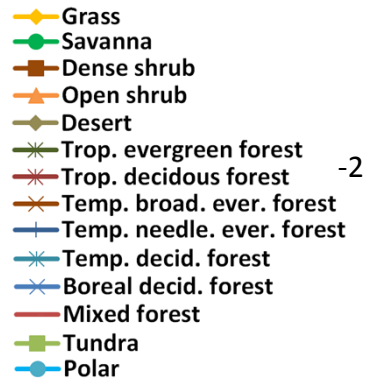 Grass
Savanna
Dense shrub
Open shrub
Desert
Trop. evergreen forest
Trop. decidous forest
-2
Temp. broad. ever. forest
Temp. needle. ever. forest
Temp. decid. forest
Boreal decid. forest
Mixed forest
Tundra
Polar